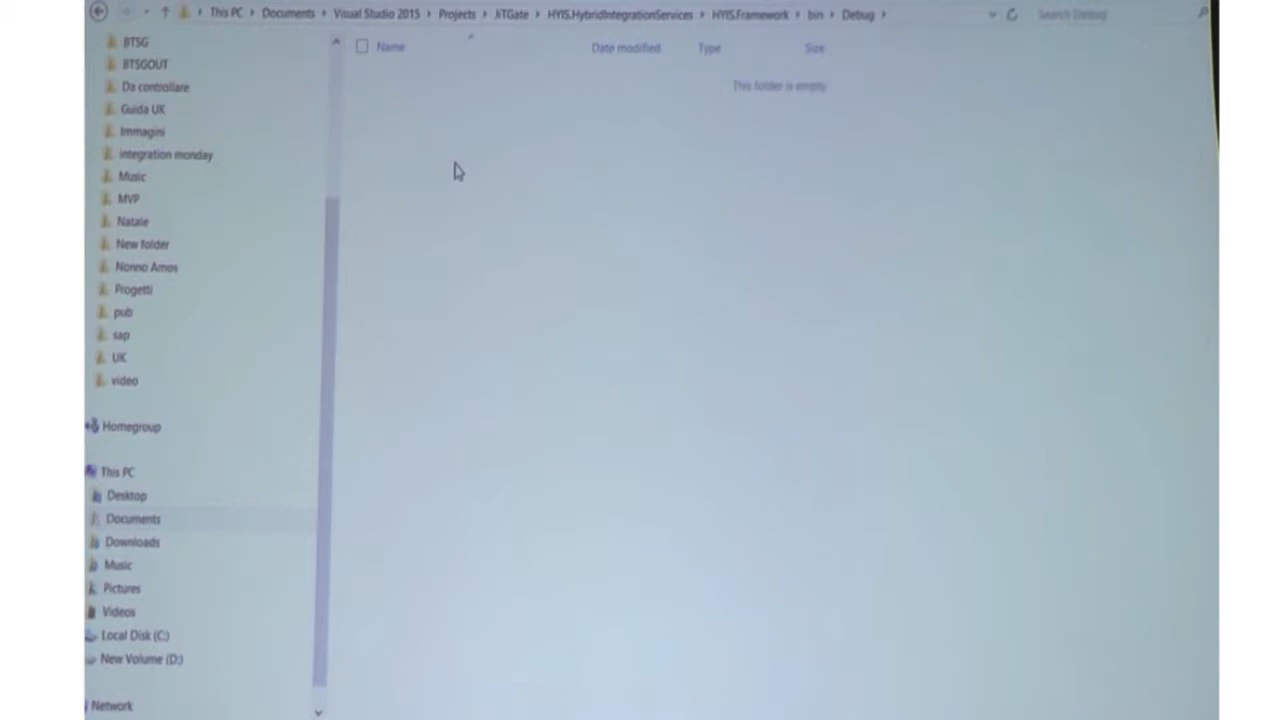 This PC > Documents > Visual Studio 2015 > Projects > JiTGate > HYIS.HybridIntegrationServices > HYIS.Framework > bin > Debug >
Search Debug
Name
Date modified
Type
Size
This folder is empty.
BTSG
BTSGOUT
Da controllare
Guida UK
Immagini
integration monday
Music
MVP
Natale
New folder
Nonno Amos
Progetti
pub
sap
UK
video
Homegroup
This PC
Desktop
Documents
Downloads
Music
Pictures
Videos
Local Disk (C:)
New Volume (D:)
Network